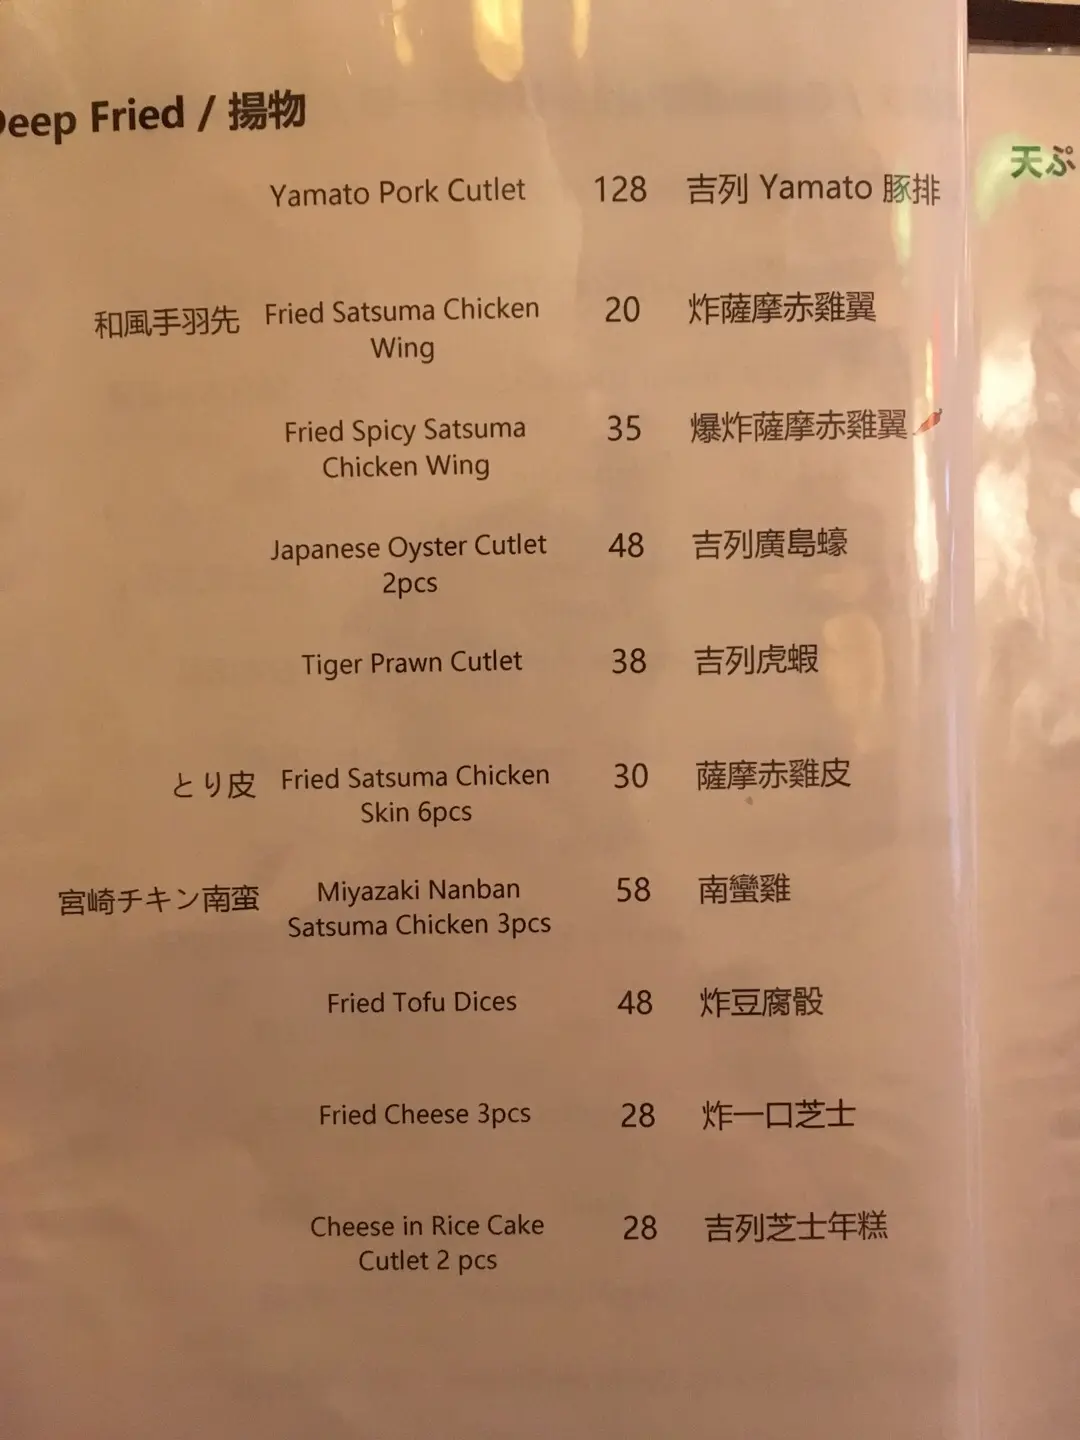 Deep Fried / 揚物
Yamato Pork Cutlet 128 吉列 Yamato 豚排
和風手羽先 Fried Satsuma Chicken 20 炸薩摩赤雞翼
Wing
Fried Spicy Satsuma 35 爆炸薩摩赤雞翼
Chicken Wing
Japanese Oyster Cutlet 48 吉列廣島蠔
2pcs
Tiger Prawn Cutlet 38 吉列虎蝦
とり皮 Fried Satsuma Chicken 30 薩摩赤雞皮
Skin 6pcs
宮崎チキン南蛮 Miyazaki Nanban 58 南蠻雞
Satsuma Chicken 3pcs
Fried Tofu Dices 48 炸豆腐骰
Fried Cheese 3pcs 28 炸一口芝士
Cheese in Rice Cake 28 吉列芝士年糕
Cutlet 2 pcs
天ぷ